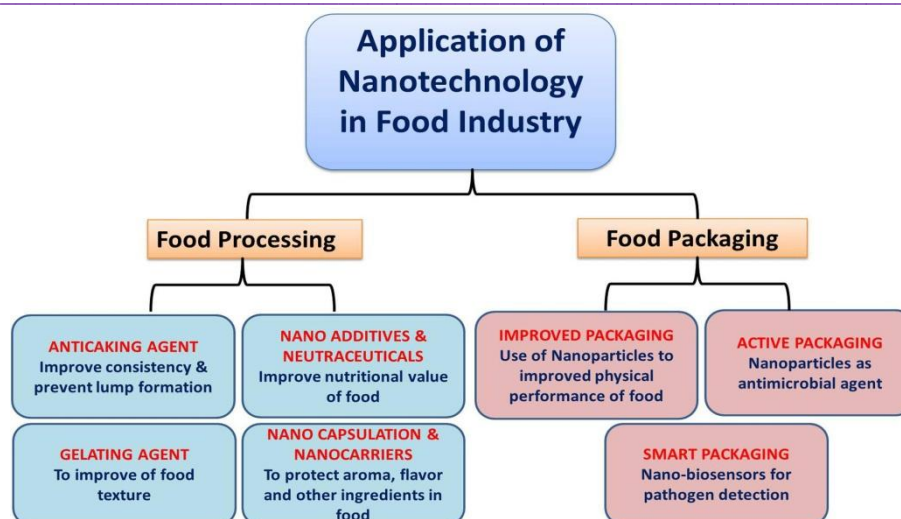 Application of
Nanotechnology
in Food Industry
Food Processing
Food Packaging
ANTICAKING AGENT
Improve consistency &
prevent lump formation
NANO ADDITIVES &
NEUTRACEUTICALS
Improve nutritional value
of food
IMPROVED PACKAGING
Use of Nanoparticles to
improved physical
performance of food
ACTIVE PACKAGING
Nanoparticles as
antimicrobial agent
GELATING AGENT
To improve of food
texture
NANO CAPSULATION &
NANOCARRIERS
To protect aroma, flavor
and other ingredients in
food
SMART PACKAGING
Nano-biosensors for
pathogen detection